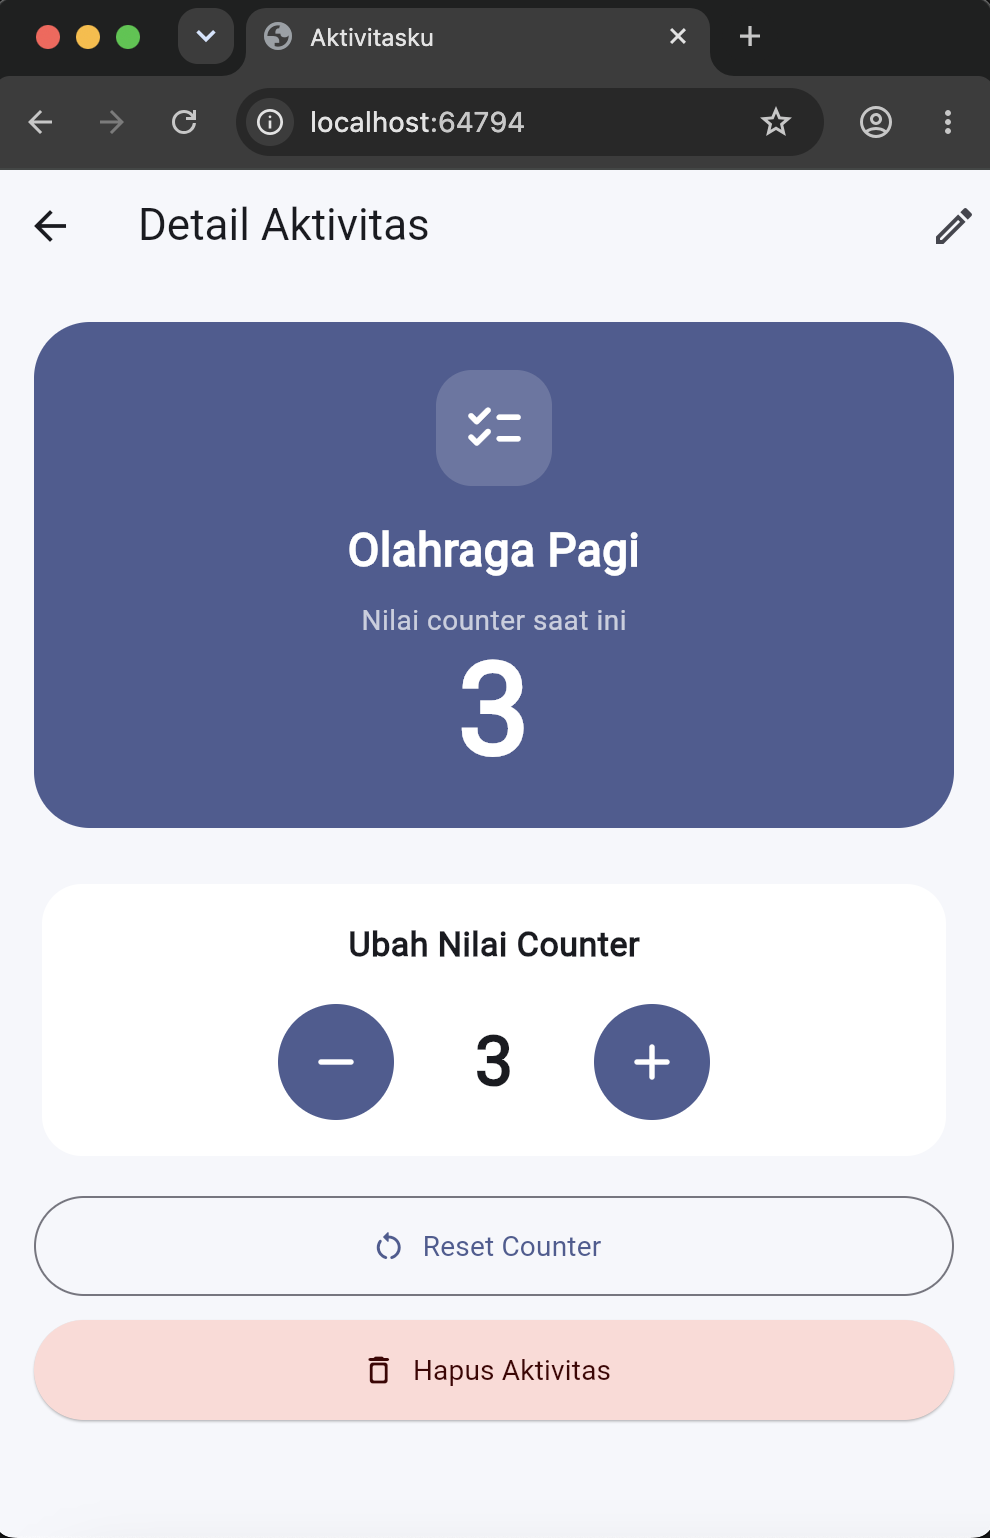 Aktivitasku
localhost:64794
Detail Aktivitas
Olahraga Pagi
Nilai counter saat ini
3
Ubah Nilai Counter
3
Reset Counter
Hapus Aktivitas